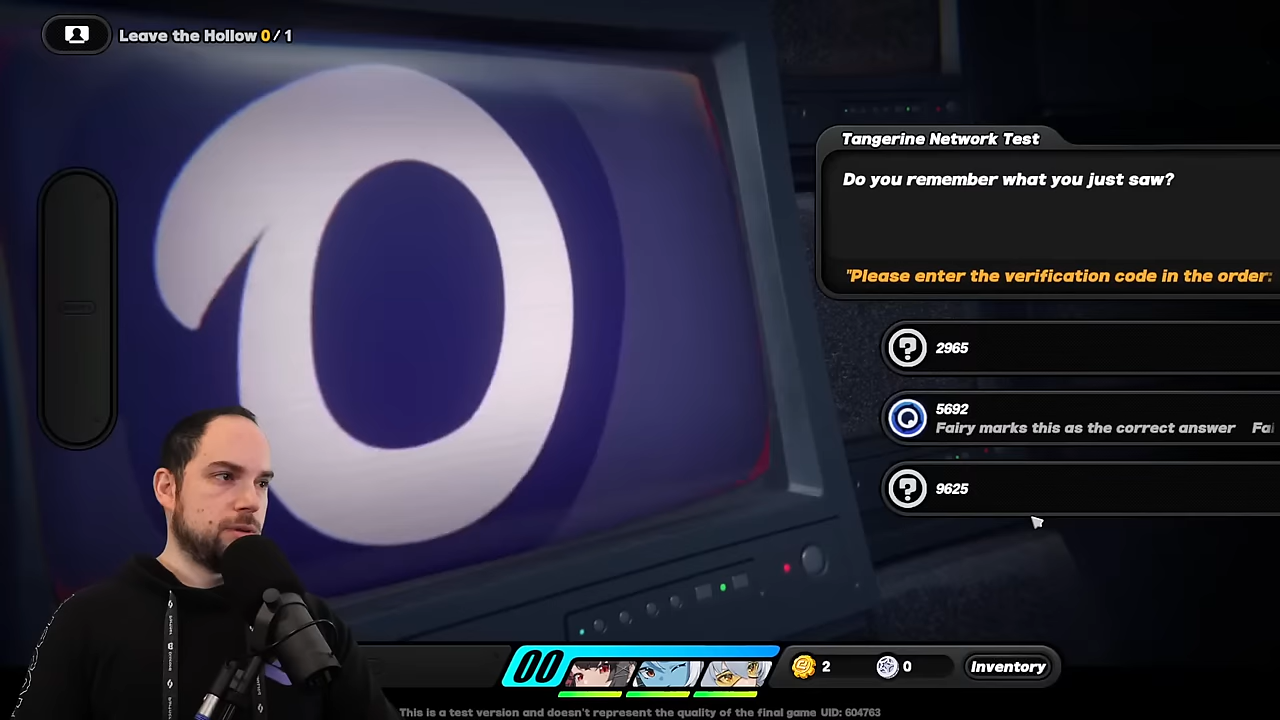 Leave the Hollow 0/1
Tangerine Network Test
Do you remember what you just saw?
"Please enter the verification code in the order:
2965
5692
Fairy marks this as the correct answer
9625
00
2
0
Inventory
This is a test version and doesn't represent the quality of the final game UID: 604763